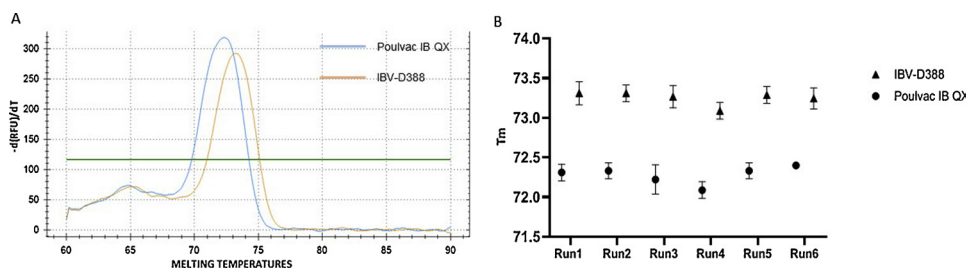 A
-d(RFU)/dT
300
250
200
150
100
50
0
60 65 70 75 80 85 90
MELTING TEMPERATURES
Poulvac IB QX
IBV-D388
B
Tm
74.0
73.5
73.0
72.5
72.0
71.5
Run1 Run2 Run3 Run4 Run5 Run6
IBV-D388
Poulvac IB QX